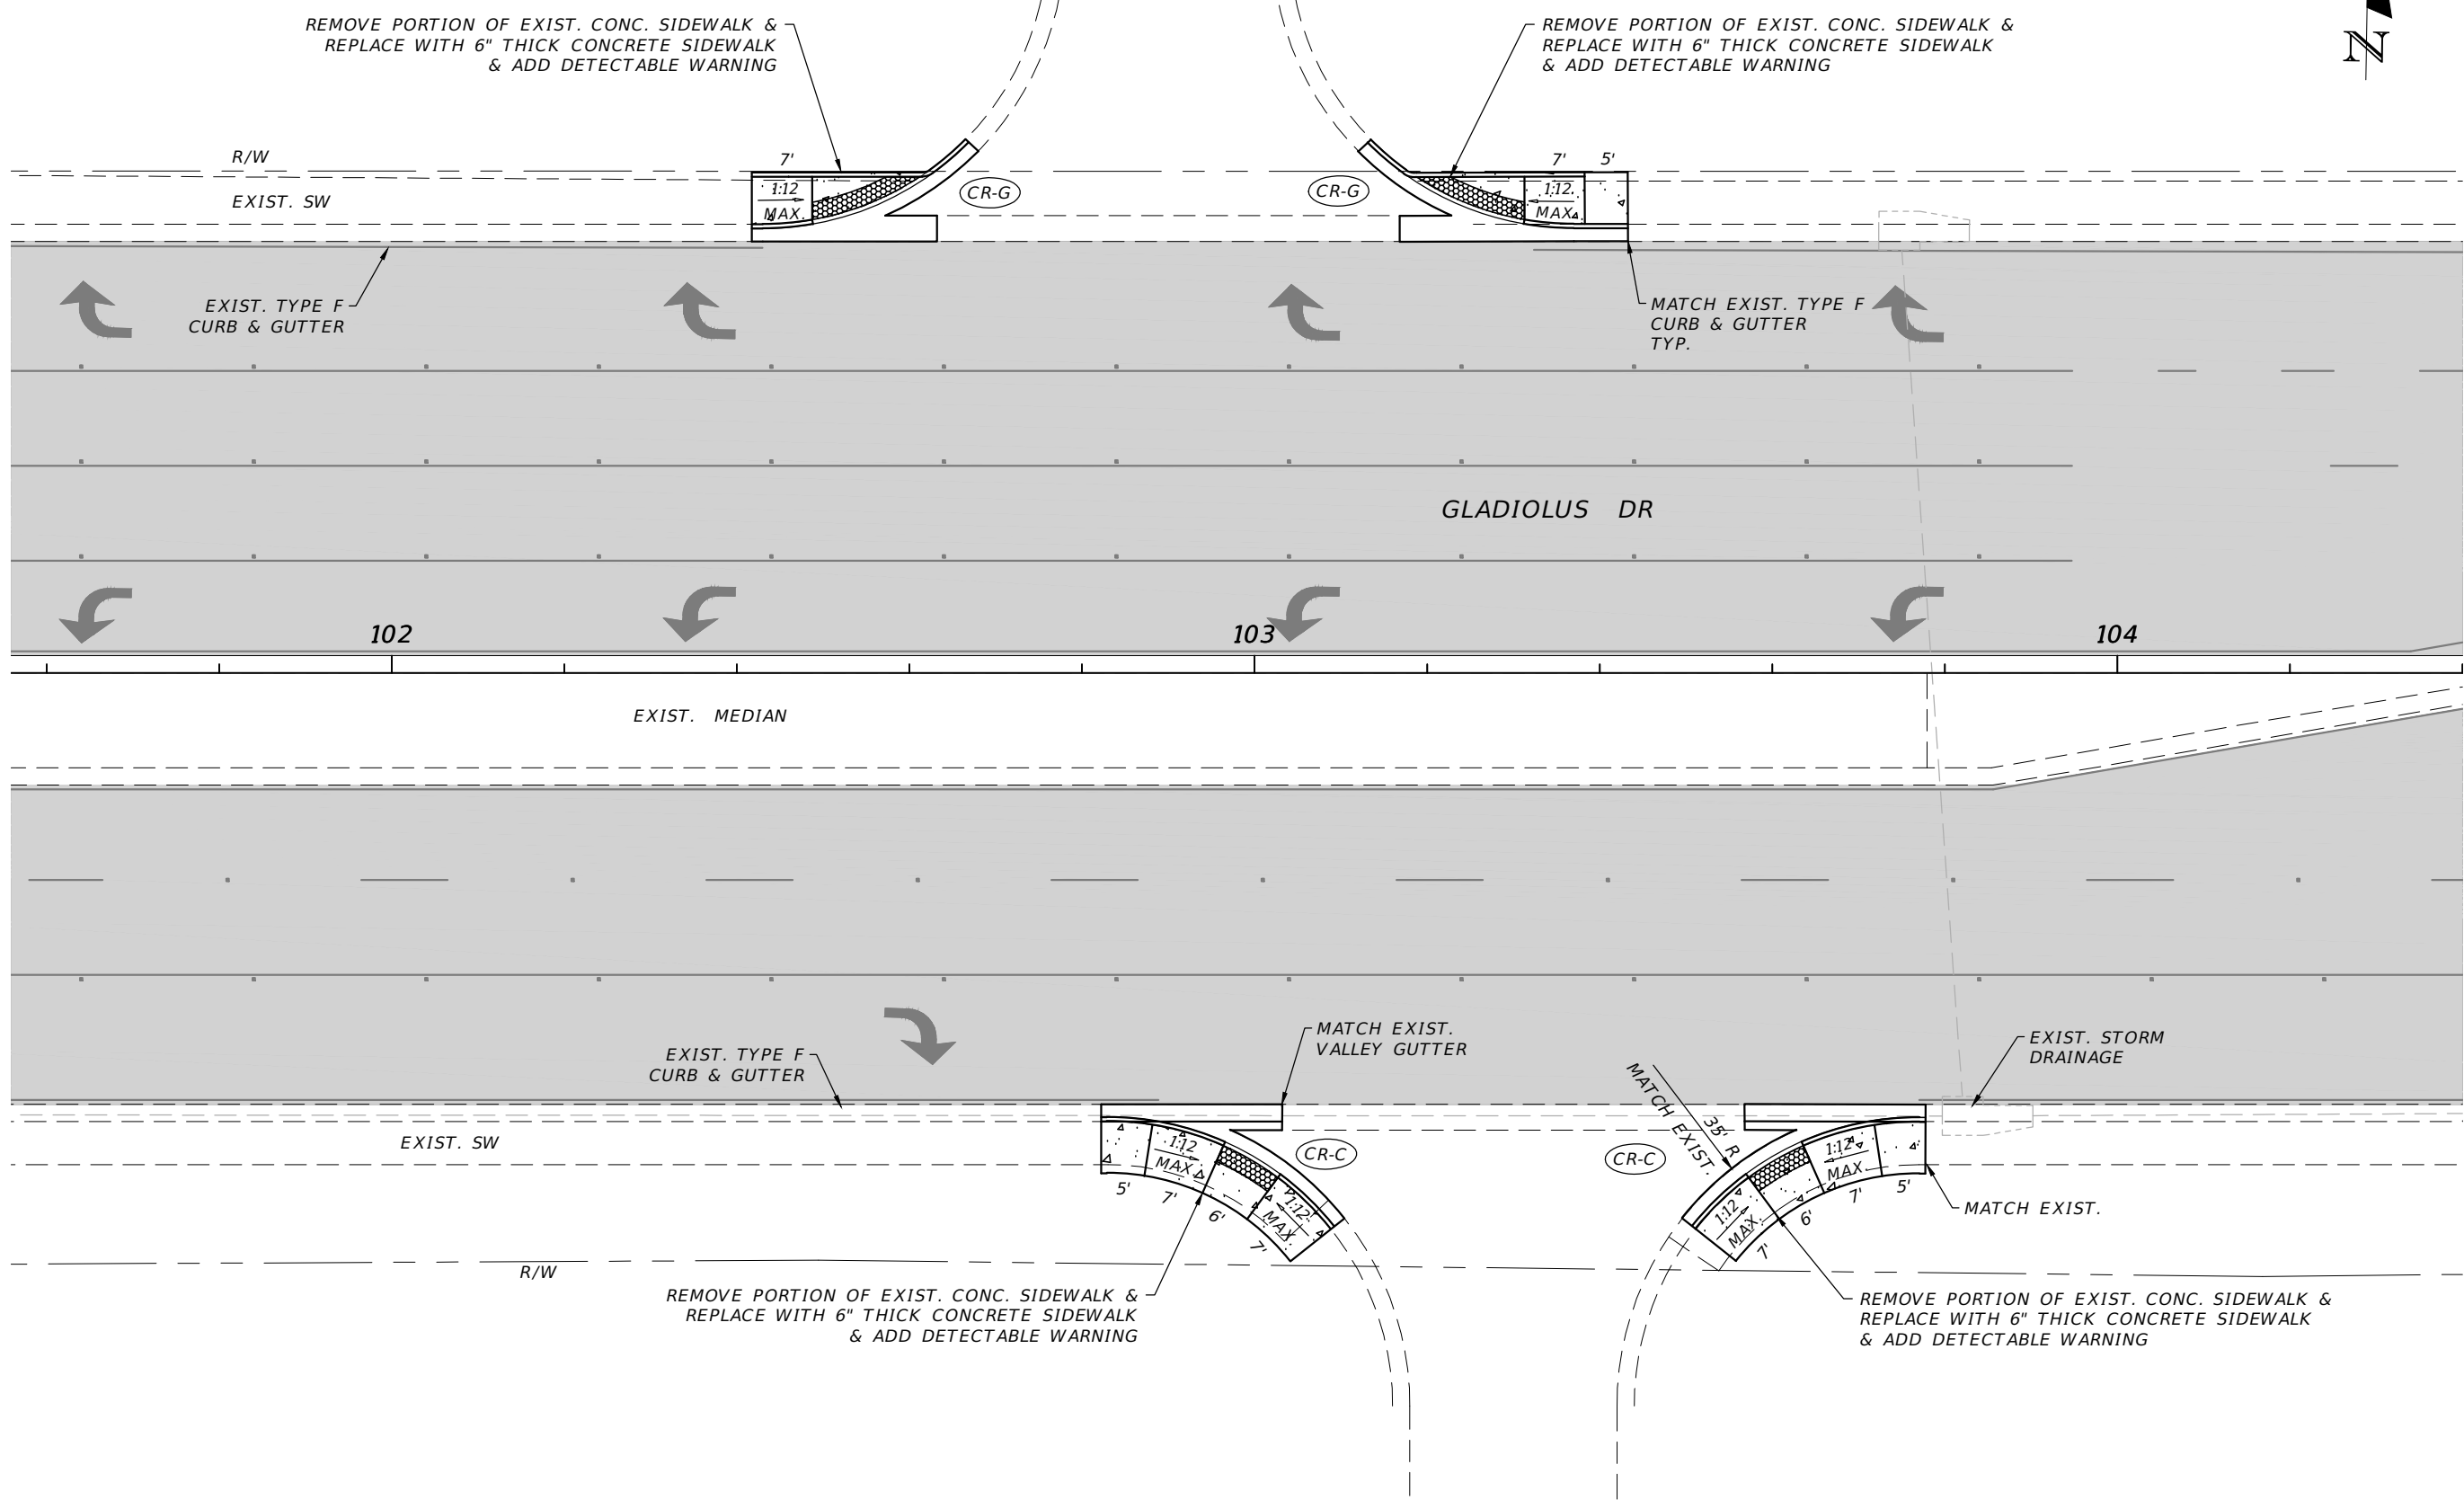 REMOVE PORTION OF EXIST. CONC. SIDEWALK &
REPLACE WITH 6" THICK CONCRETE SIDEWALK
& ADD DETECTABLE WARNING
REMOVE PORTION OF EXIST. CONC. SIDEWALK &
REPLACE WITH 6" THICK CONCRETE SIDEWALK
& ADD DETECTABLE WARNING
N
R/W
EXIST. SW
7'
1:12
MAX.
CR-G
CR-G
7'
5'
1:12
MAX.
EXIST. TYPE F
CURB & GUTTER
MATCH EXIST. TYPE F
CURB & GUTTER
TYP.
GLADIOLUS DR
102
103
104
EXIST. MEDIAN
EXIST. TYPE F
CURB & GUTTER
MATCH EXIST.
VALLEY GUTTER
EXIST. STORM
DRAINAGE
EXIST. SW
1:12
MAX.
1:12
MAX
5'
7'
6'
7'
CR-C
CR-C
35' R
MATCH EXIST.
1:12
MAX.
1:12
MAX.
7'
6'
7'
5'
MATCH EXIST.
R/W
REMOVE PORTION OF EXIST. CONC. SIDEWALK &
REPLACE WITH 6" THICK CONCRETE SIDEWALK
& ADD DETECTABLE WARNING
REMOVE PORTION OF EXIST. CONC. SIDEWALK &
REPLACE WITH 6" THICK CONCRETE SIDEWALK
& ADD DETECTABLE WARNING